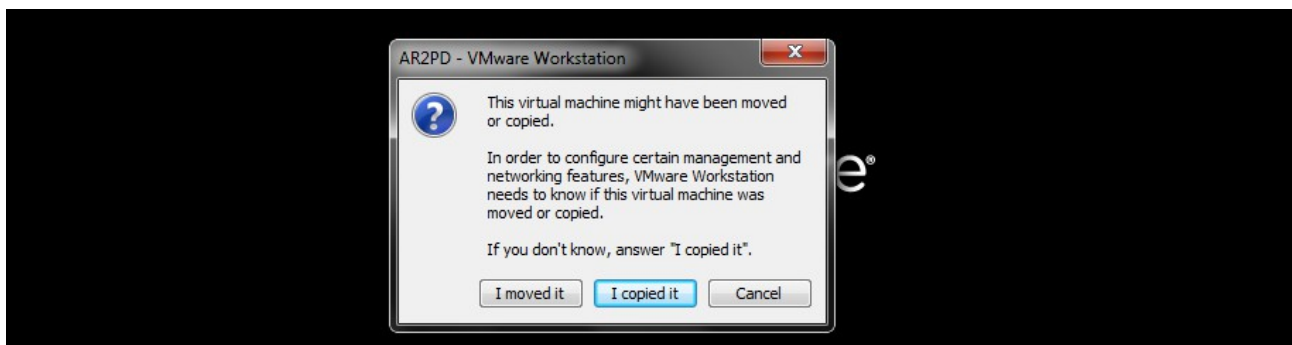 AR2PD - VMware Workstation
This virtual machine might have been moved
or copied.
In order to configure certain management and
networking features, VMware Workstation
needs to know if this virtual machine was
moved or copied.
If you don't know, answer "I copied it".
I moved it I copied it Cancel
e®